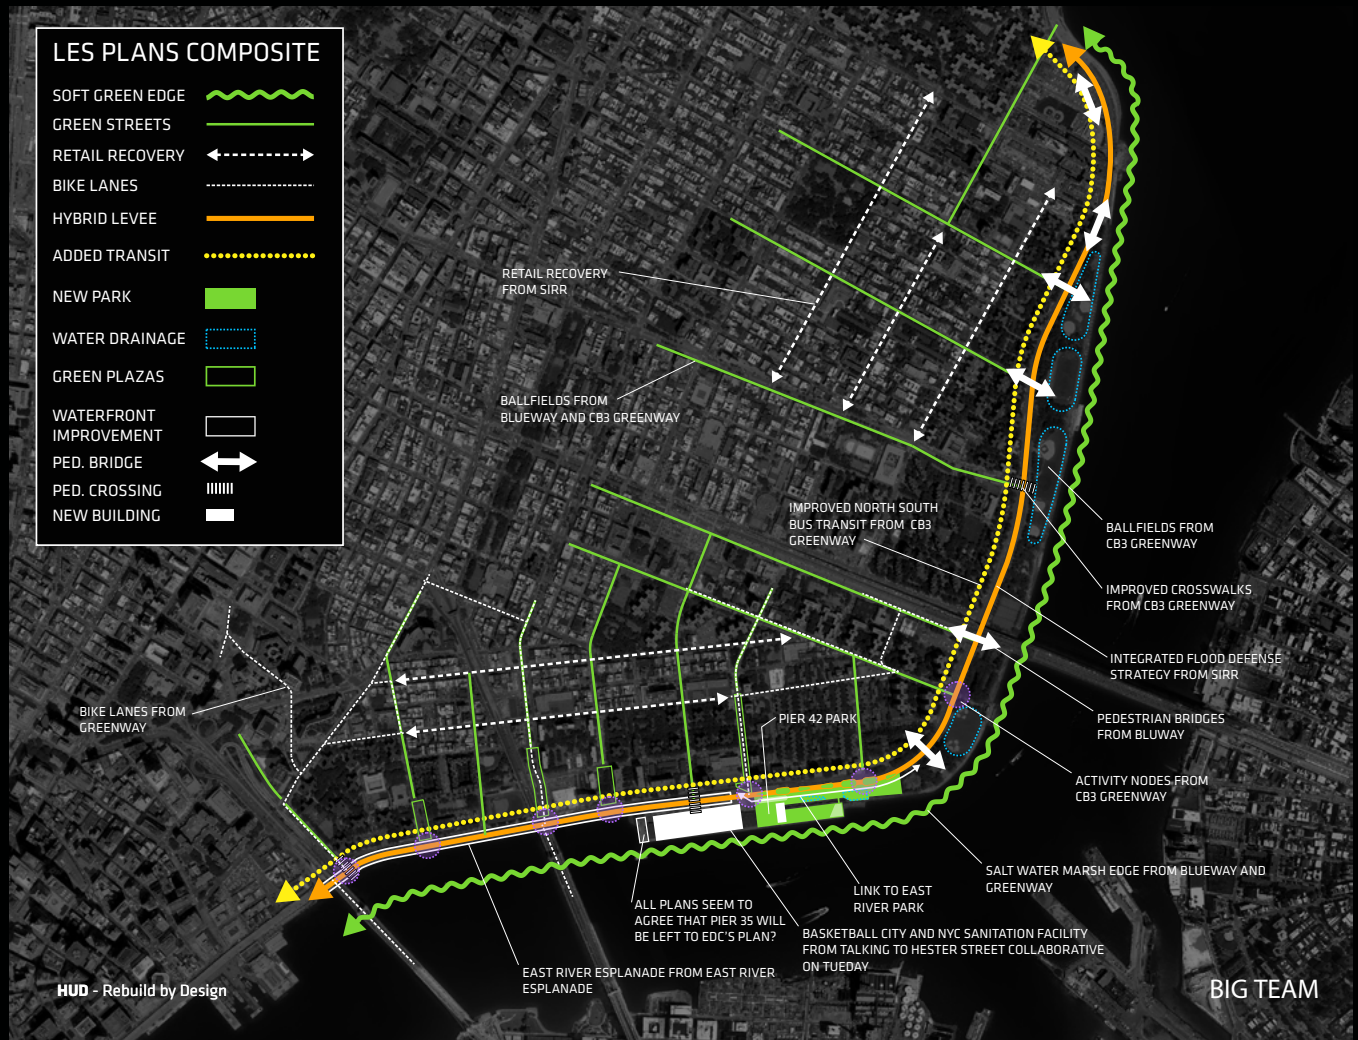 LES PLANS COMPOSITE
SOFT GREEN EDGE
GREEN STREETS
RETAIL RECOVERY
BIKE LANES
HYBRID LEVEE
ADDED TRANSIT
NEW PARK
WATER DRAINAGE
GREEN PLAZAS
WATERFRONT
IMPROVEMENT
PED. BRIDGE
PED. CROSSING
NEW BUILDING
RETAIL RECOVERY
FROM SIRR
BALLFIELDS FROM
BLUEWAY AND CB3 GREENWAY
IMPROVED NORTH SOUTH
BUS TRANSIT FROM CB3
GREENWAY
BALLFIELDS FROM
CB3 GREENWAY
IMPROVED CROSSWALKS
FROM CB3 GREENWAY
INTEGRATED FLOOD DEFENSE
STRATEGY FROM SIRR
PEDESTRIAN BRIDGES
FROM BLUWAY
ACTIVITY NODES FROM
CB3 GREENWAY
BIKE LANES FROM
GREENWAY
PIER 42 PARK
SALT WATER MARSH EDGE FROM BLUEWAY AND
GREENWAY
LINK TO EAST
RIVER PARK
ALL PLANS SEEM TO
AGREE THAT PIER 35 WILL
BE LEFT TO EDC'S PLAN?
BASKETBALL CITY AND NYC SANITATION FACILITY
FROM TALKING TO HESTER STREET COLLABORATIVE
ON TUEDAY
EAST RIVER ESPLANADE FROM EAST RIVER
ESPLANADE
HUD - Rebuild by Design
BIG TEAM